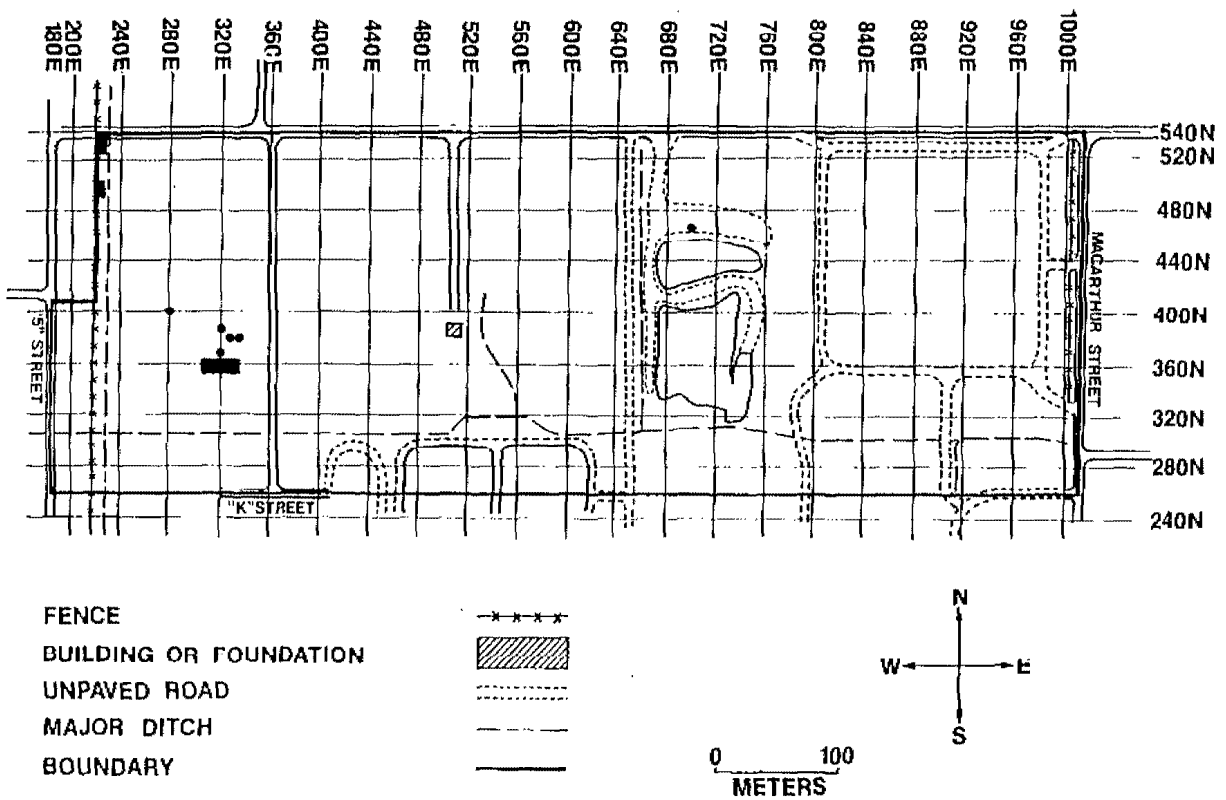 180E 200E 240E 280E 320E 360E 400E 440E 480E 520E 560E 600E 640E 680E 720E 760E 800E 840E 880E 920E 960E 1000E
540N
520N
480N
440N
400N
360N
320N
280N
240N
"5" STREET
MACARTHUR STREET
"K" STREET
FENCE
BUILDING OR FOUNDATION
UNPAVED ROAD
MAJOR DITCH
BOUNDARY
N
W E
S
0 100
METERS